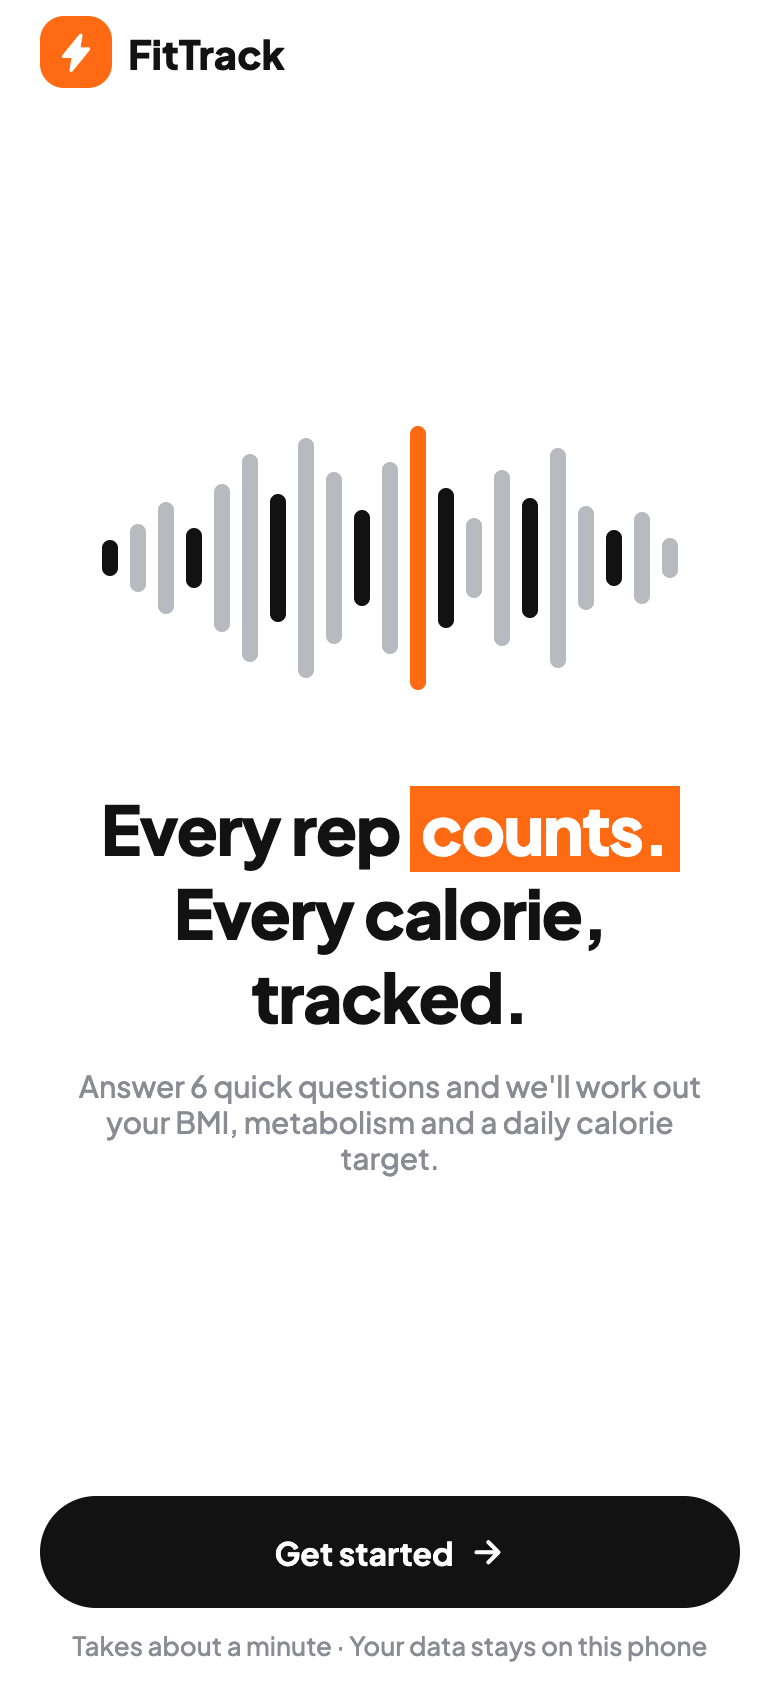 FitTrack
Every rep counts.
Every calorie,
tracked.
Answer 6 quick questions and we'll work out
your BMI, metabolism and a daily calorie
target.
Get started →
Takes about a minute · Your data stays on this phone